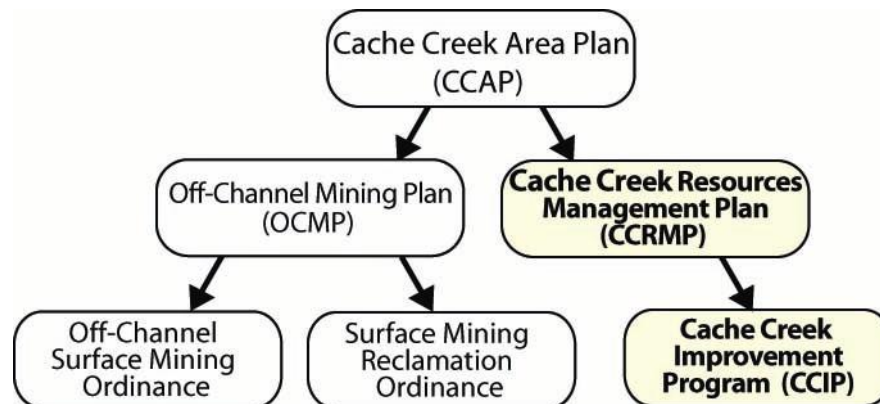 Cache Creek Area Plan
(CCAP)
Off-Channel Mining Plan
(OCMP)
Cache Creek Resources
Management Plan
(CCRMP)
Off-Channel
Surface Mining
Ordinance
Surface Mining
Reclamation
Ordinance
Cache Creek
Improvement
Program (CCIP)